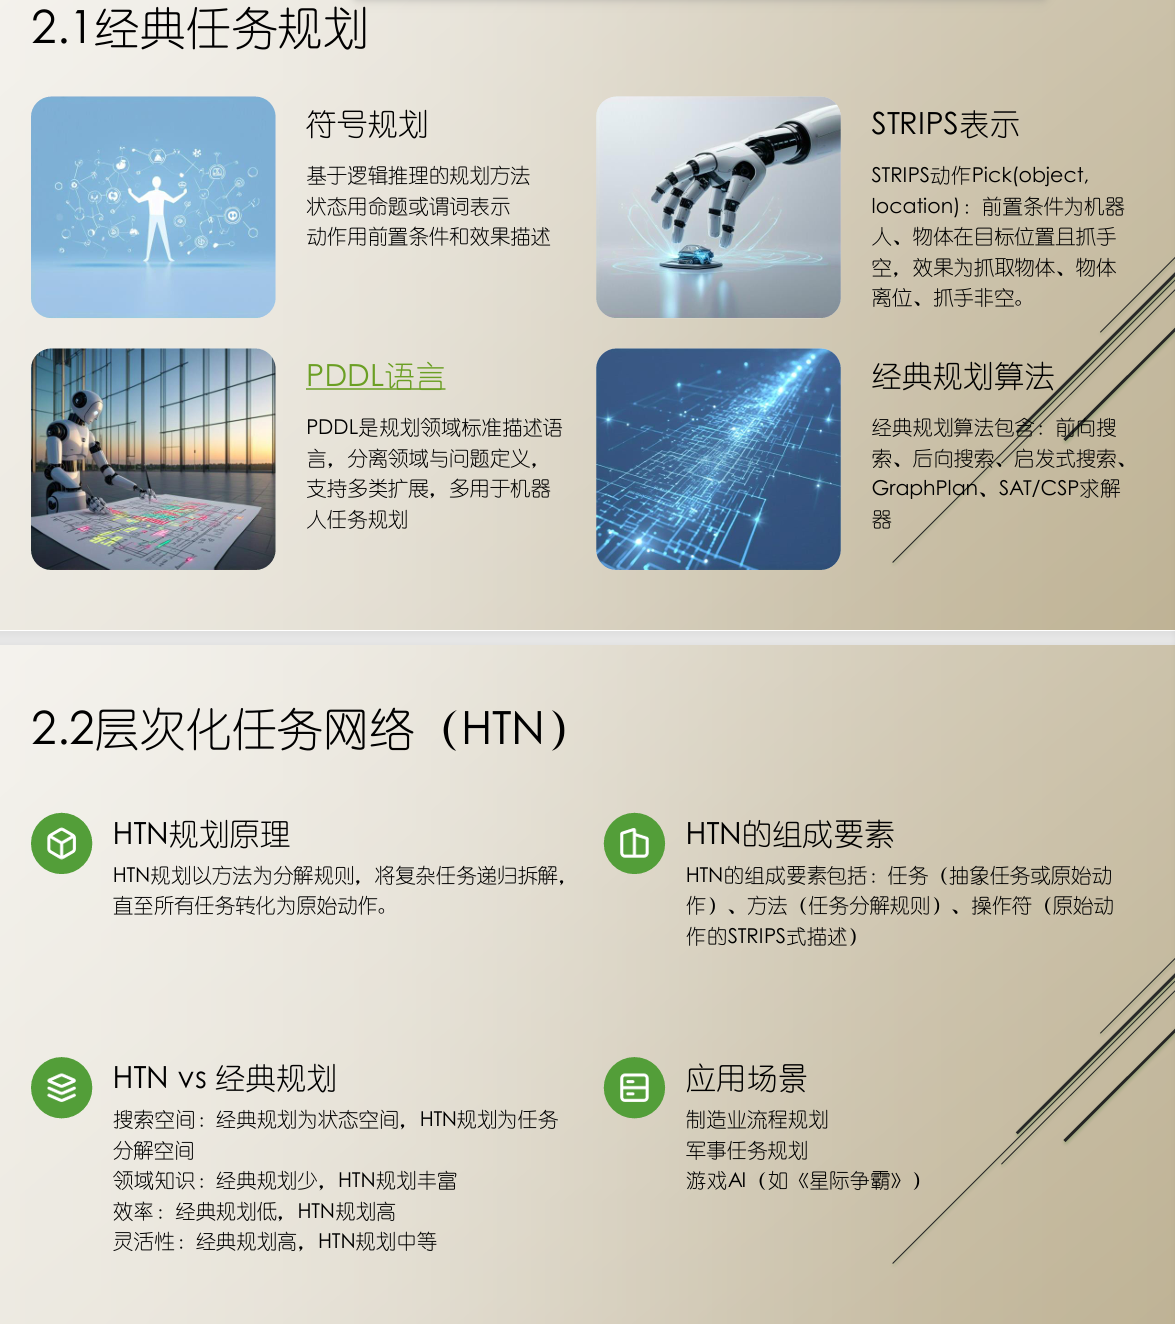 2.1经典任务规划
符号规划
基于逻辑推理的规划方法
状态用命题或谓词表示
动作用前置条件和效果描述
STRIPS表示
STRIPS动作Pick(object,
location)：前置条件为机器
人、物体在目标位置且抓手
空，效果为抓取物体、物体
离位、抓手非空。
PDDL语言
PDDL是规划领域标准描述语
言，分离领域与问题定义，
支持多类扩展，多用于机器
人任务规划
经典规划算法
经典规划算法包含：前向搜
索、后向搜索、启发式搜索、
GraphPlan、SAT/CSP求解
器
2.2层次化任务网络（HTN）
HTN规划原理
HTN规划以方法为分解规则，将复杂任务递归拆解，
直至所有任务转化为原始动作。
HTN的组成要素
HTN的组成要素包括：任务（抽象任务或原始动
作）、方法（任务分解规则）、操作符（原始动
作的STRIPS式描述）
HTN vs 经典规划
搜索空间：经典规划为状态空间，HTN规划为任务
分解空间
领域知识：经典规划少，HTN规划丰富
效率：经典规划低，HTN规划高
灵活性：经典规划高，HTN规划中等
应用场景
制造业流程规划
军事任务规划
游戏AI（如《星际争霸》）